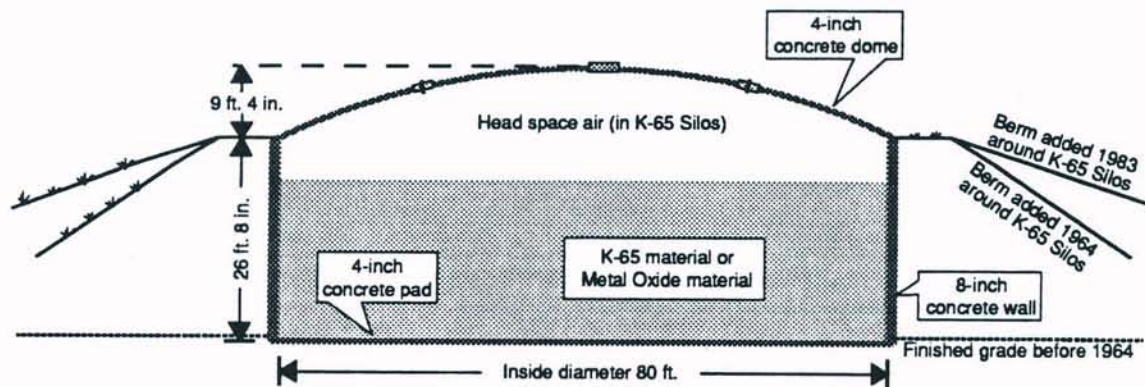 4-inch
concrete dome
9 ft. 4 in.
Head space air (in K-65 Silos)
Berm added 1983
around K-65 Silos
Berm added 1964
around K-65 Silos
26 ft. 8 in.
K-65 material or
Metal Oxide material
4-inch
concrete pad
8-inch
concrete wall
Finished grade before 1964
Inside diameter 80 ft.